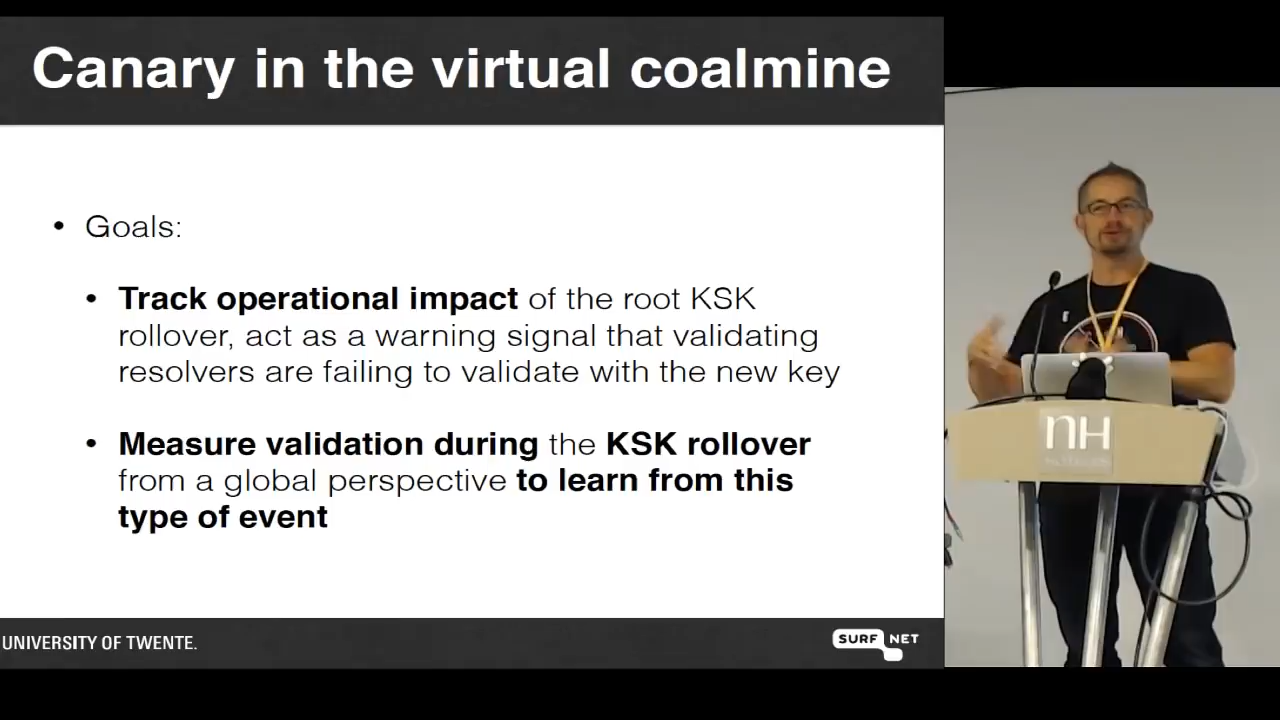 Canary in the virtual coalmine
• Goals:
• Track operational impact of the root KSK
rollover, act as a warning signal that validating
resolvers are failing to validate with the new key
• Measure validation during the KSK rollover
from a global perspective to learn from this
type of event
UNIVERSITY OF TWENTE.
SURF NET
NH